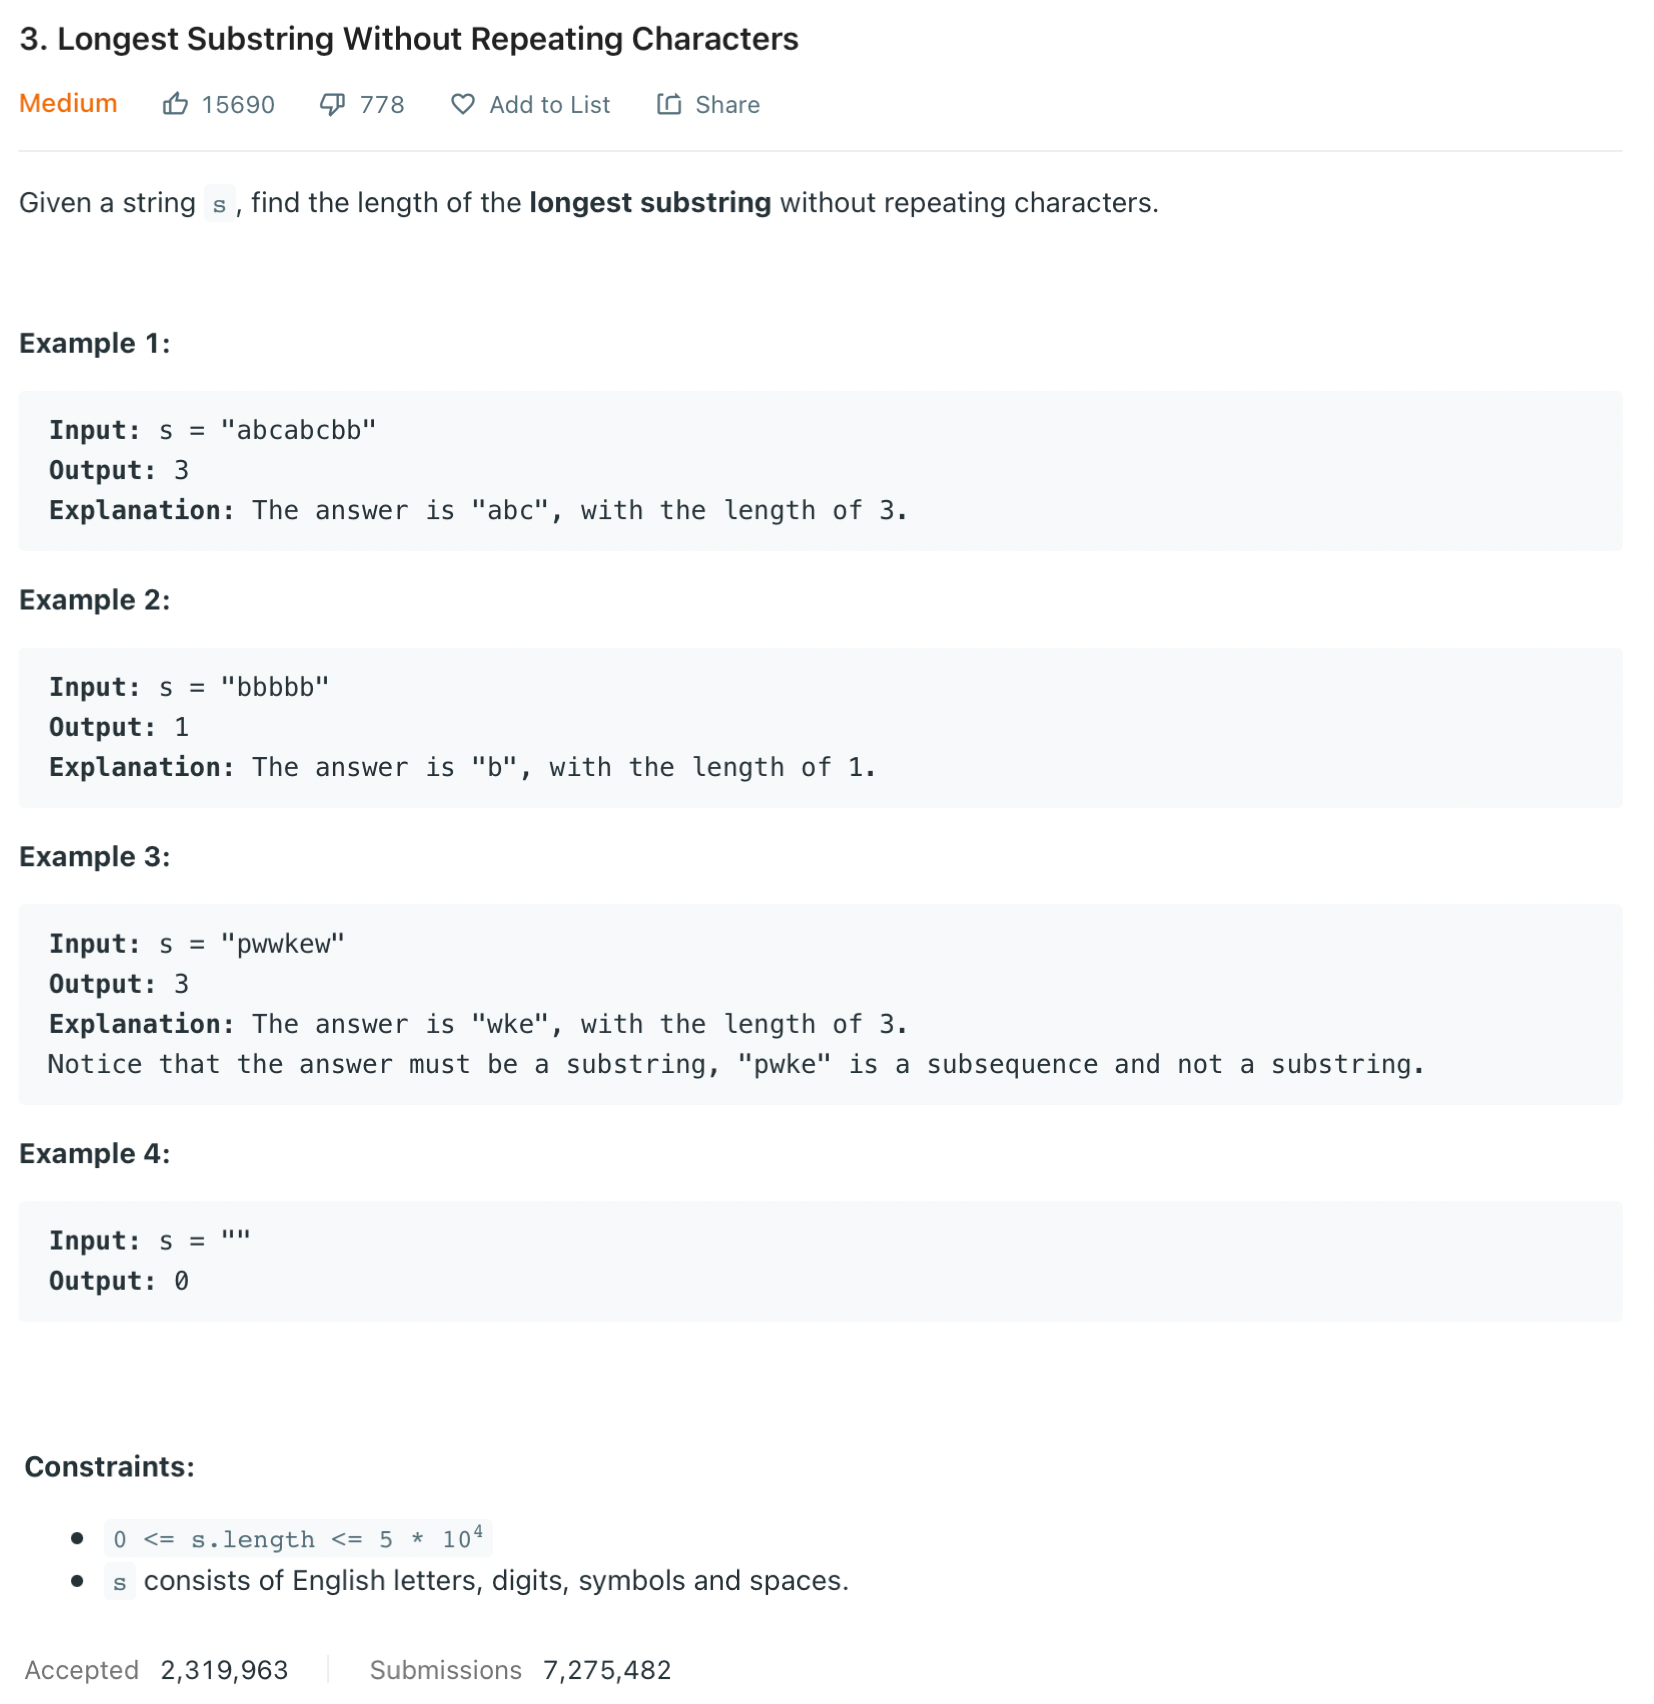 3. Longest Substring Without Repeating Characters
Medium 15690 778 Add to List Share
Given a string s, find the length of the longest substring without repeating characters.
Example 1:
Input: s = "abcabcbb"
Output: 3
Explanation: The answer is "abc", with the length of 3.
Example 2:
Input: s = "bbbbb"
Output: 1
Explanation: The answer is "b", with the length of 1.
Example 3:
Input: s = "pwwkew"
Output: 3
Explanation: The answer is "wke", with the length of 3.
Notice that the answer must be a substring, "pwke" is a subsequence and not a substring.
Example 4:
Input: s = ""
Output: 0
Constraints:
• 0 <= s.length <= 5 * 10⁴
• s consists of English letters, digits, symbols and spaces.
Accepted 2,319,963 Submissions 7,275,482